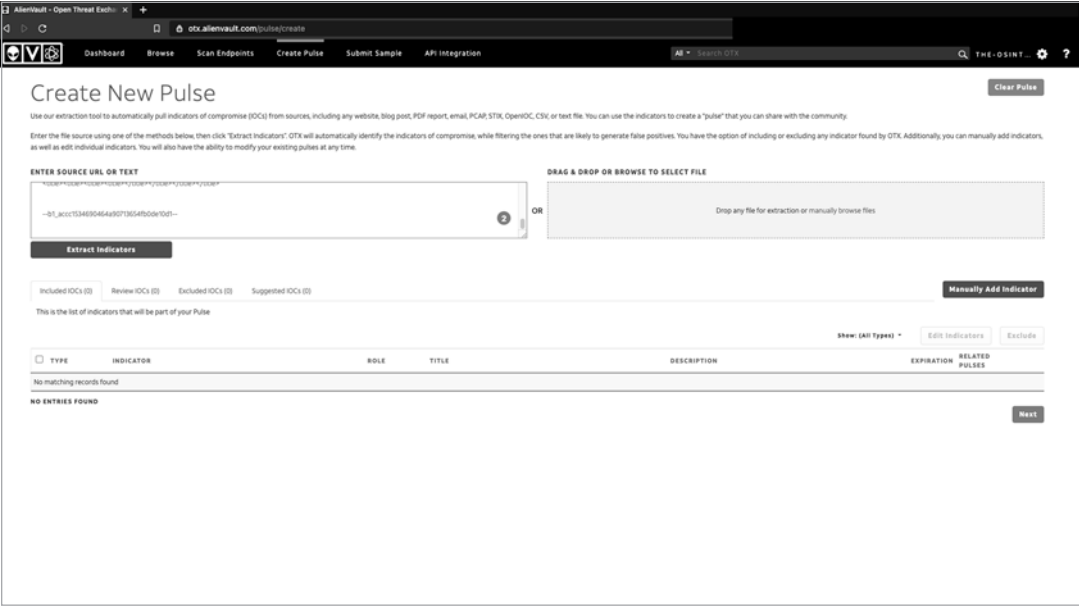 AlienVault - Open Threat Excha
otx.alienvault.com/pulse/create
Dashboard Browse Scan Endpoints Create Pulse Submit Sample API Integration All Search OTX THE-OSINT... ?
Create New Pulse
Clear Pulse
Use our extraction tool to automatically pull indicators of compromise (IOCs) from sources, including any website, blog post, PDF report, email, PCAP, STIX, OpenIOC, CSV, or text file. You can use the indicators to create a "pulse" that you can share with the community.
Enter the file source using one of the methods below, then click "Extract Indicators". OTX will automatically identify the indicators of compromise, while filtering the ones that are likely to generate false positives. You have the option of including or excluding any indicator found by OTX. Additionally, you can manually add indicators,
as well as edit individual indicators. You will also have the ability to modify your existing pulses at any time.
ENTER SOURCE URL OR TEXT
DRAG & DROP OR BROWSE TO SELECT FILE
2
OR
Drop any file for extraction or manually browse files
Extract Indicators
Included IOCs (0) Review IOCs (0) Excluded IOCs (0) Suggested IOCs (0)
Manually Add Indicator
This is the list of indicators that will be part of your Pulse
Show: (All Types) Edit Indicators Exclude
TYPE INDICATOR ROLE TITLE DESCRIPTION EXPIRATION RELATED PULSES
No matching records found
NO ENTRIES FOUND
Next